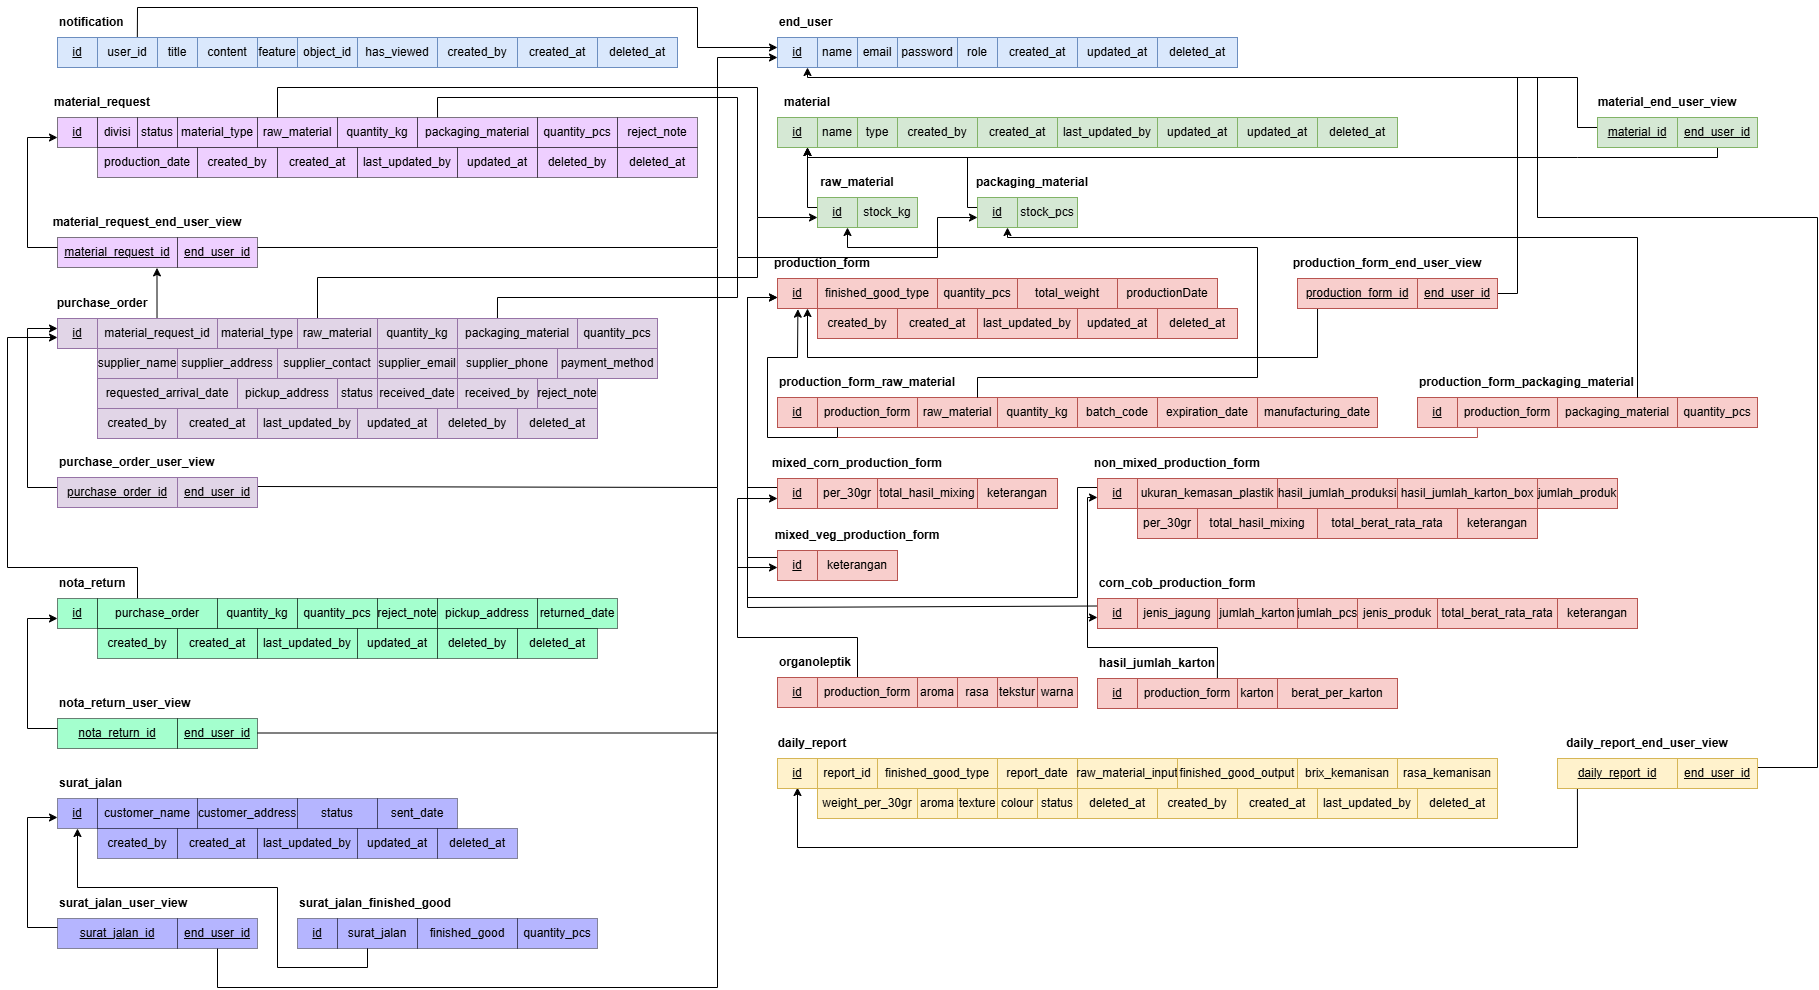 notification
id user_id title content feature object_id has_viewed created_by created_at deleted_at
end_user
id name email password role created_at updated_at deleted_at
material_request
id divisi status material_type raw_material quantity_kg packaging_material quantity_pcs reject_note
production_date created_by created_at last_updated_by updated_at deleted_by deleted_at
material
id name type created_by created_at last_updated_by updated_at updated_at deleted_at
material_end_user_view
material_id end_user_id
raw_material
id stock_kg
packaging_material
id stock_pcs
material_request_end_user_view
material_request_id end_user_id
production_form
id finished_good_type quantity_pcs total_weight productionDate
created_by created_at last_updated_by updated_at deleted_at
production_form_end_user_view
production_form_id end_user_id
purchase_order
id material_request_id material_type raw_material quantity_kg packaging_material quantity_pcs
supplier_name supplier_address supplier_contact supplier_email supplier_phone payment_method
requested_arrival_date pickup_address status received_date received_by reject_note
created_by created_at last_updated_by updated_at deleted_by deleted_at
production_form_raw_material
id production_form raw_material quantity_kg batch_code expiration_date manufacturing_date
production_form_packaging_material
id production_form packaging_material quantity_pcs
purchase_order_user_view
purchase_order_id end_user_id
mixed_corn_production_form
id per_30gr total_hasil_mixing keterangan
non_mixed_production_form
id ukuran_kemasan_plastik hasil_jumlah_produksi hasil_jumlah_karton_box jumlah_produk
per_30gr total_hasil_mixing total_berat_rata_rata keterangan
mixed_veg_production_form
id keterangan
nota_return
id purchase_order quantity_kg quantity_pcs reject_note pickup_address returned_date
created_by created_at last_updated_by updated_at deleted_by deleted_at
corn_cob_production_form
id jenis_jagung jumlah_karton jumlah_pcs jenis_produk total_berat_rata_rata keterangan
organoleptik
id production_form aroma rasa tekstur warna
hasil_jumlah_karton
id production_form karton berat_per_karton
nota_return_user_view
nota_return_id end_user_id
daily_report
id report_id finished_good_type report_date raw_material_input finished_good_output brix_kemanisan rasa_kemanisan
weight_per_30gr aroma texture colour status deleted_at created_by created_at last_updated_by deleted_at
daily_report_end_user_view
daily_report_id end_user_id
surat_jalan
id customer_name customer_address status sent_date
created_by created_at last_updated_by updated_at deleted_at
surat_jalan_user_view
surat_jalan_id end_user_id
surat_jalan_finished_good
id surat_jalan finished_good quantity_pcs